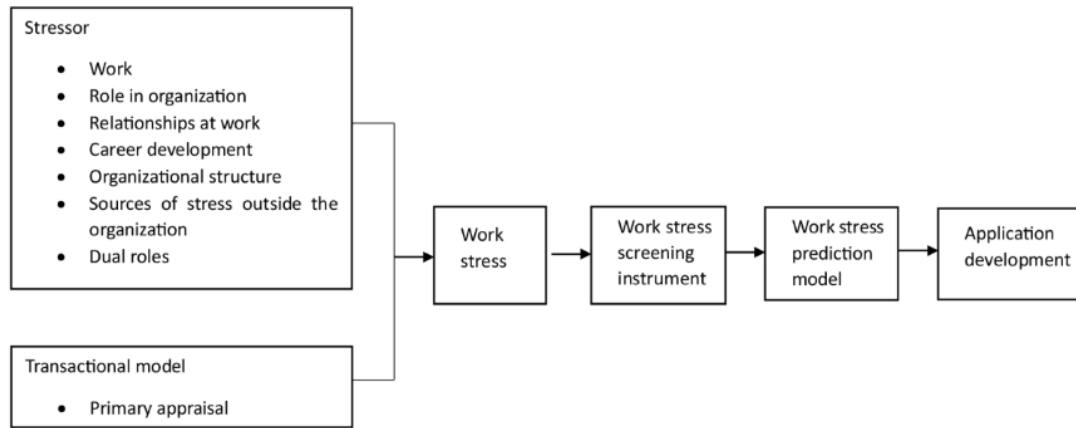 Stressor
• Work
• Role in organization
• Relationships at work
• Career development
• Organizational structure
• Sources of stress outside the
organization
• Dual roles
Transactional model
• Primary appraisal
Work
stress
Work stress
screening
instrument
Work stress
prediction
model
Application
development